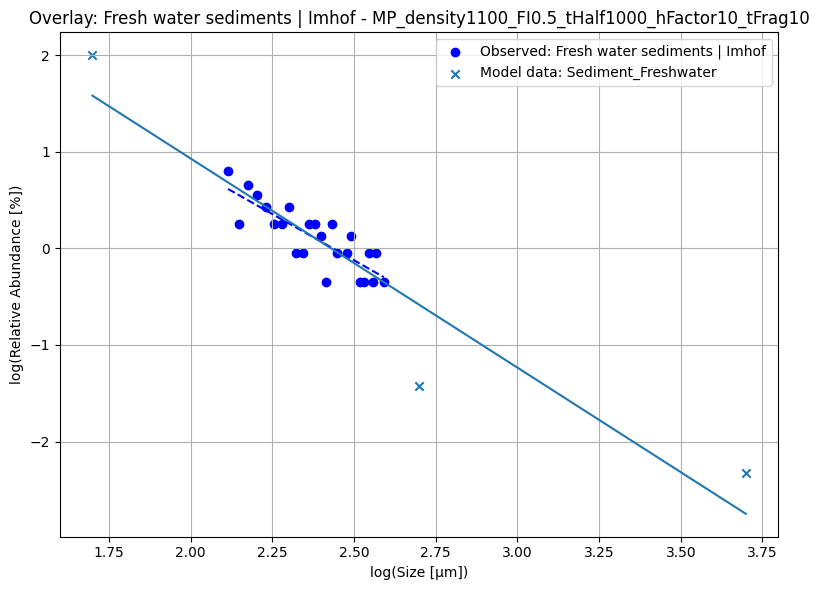 Overlay: Fresh water sediments | Imhof - MP_density1100_FI0.5_tHalf1000_hFactor10_tFrag10
Observed: Fresh water sediments | Imhof
Model data: Sediment_Freshwater
log(Relative Abundance [%])
2
1
0
−1
−2
1.75 2.00 2.25 2.50 2.75 3.00 3.25 3.50 3.75
log(Size [µm])